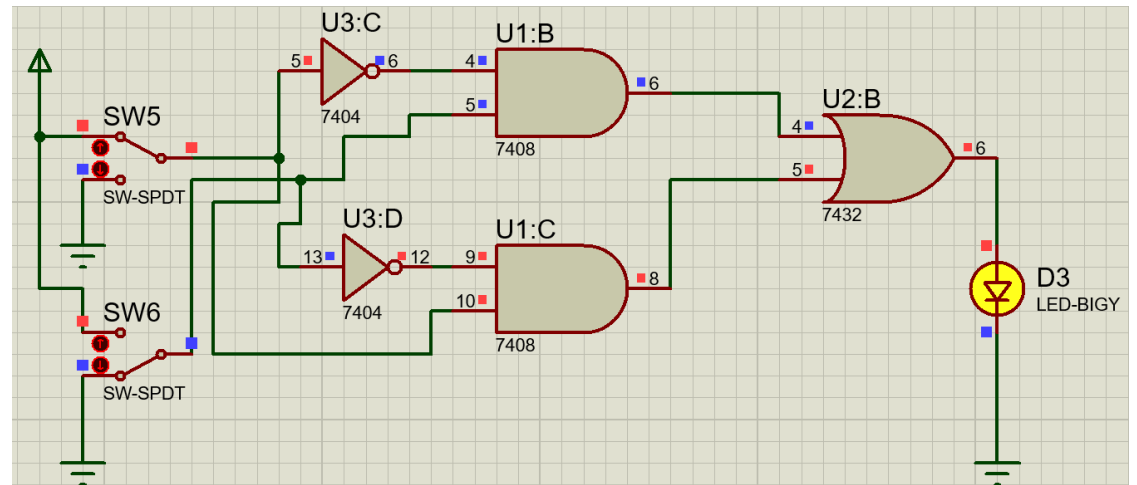 U3:C
U1:B
5
6
4
5
6
7404
7408
U2:B
4
5
6
7432
SW5
SW-SPDT
U3:D
U1:C
13
12
9
10
8
7404
7408
D3
LED-BIGY
SW6
SW-SPDT